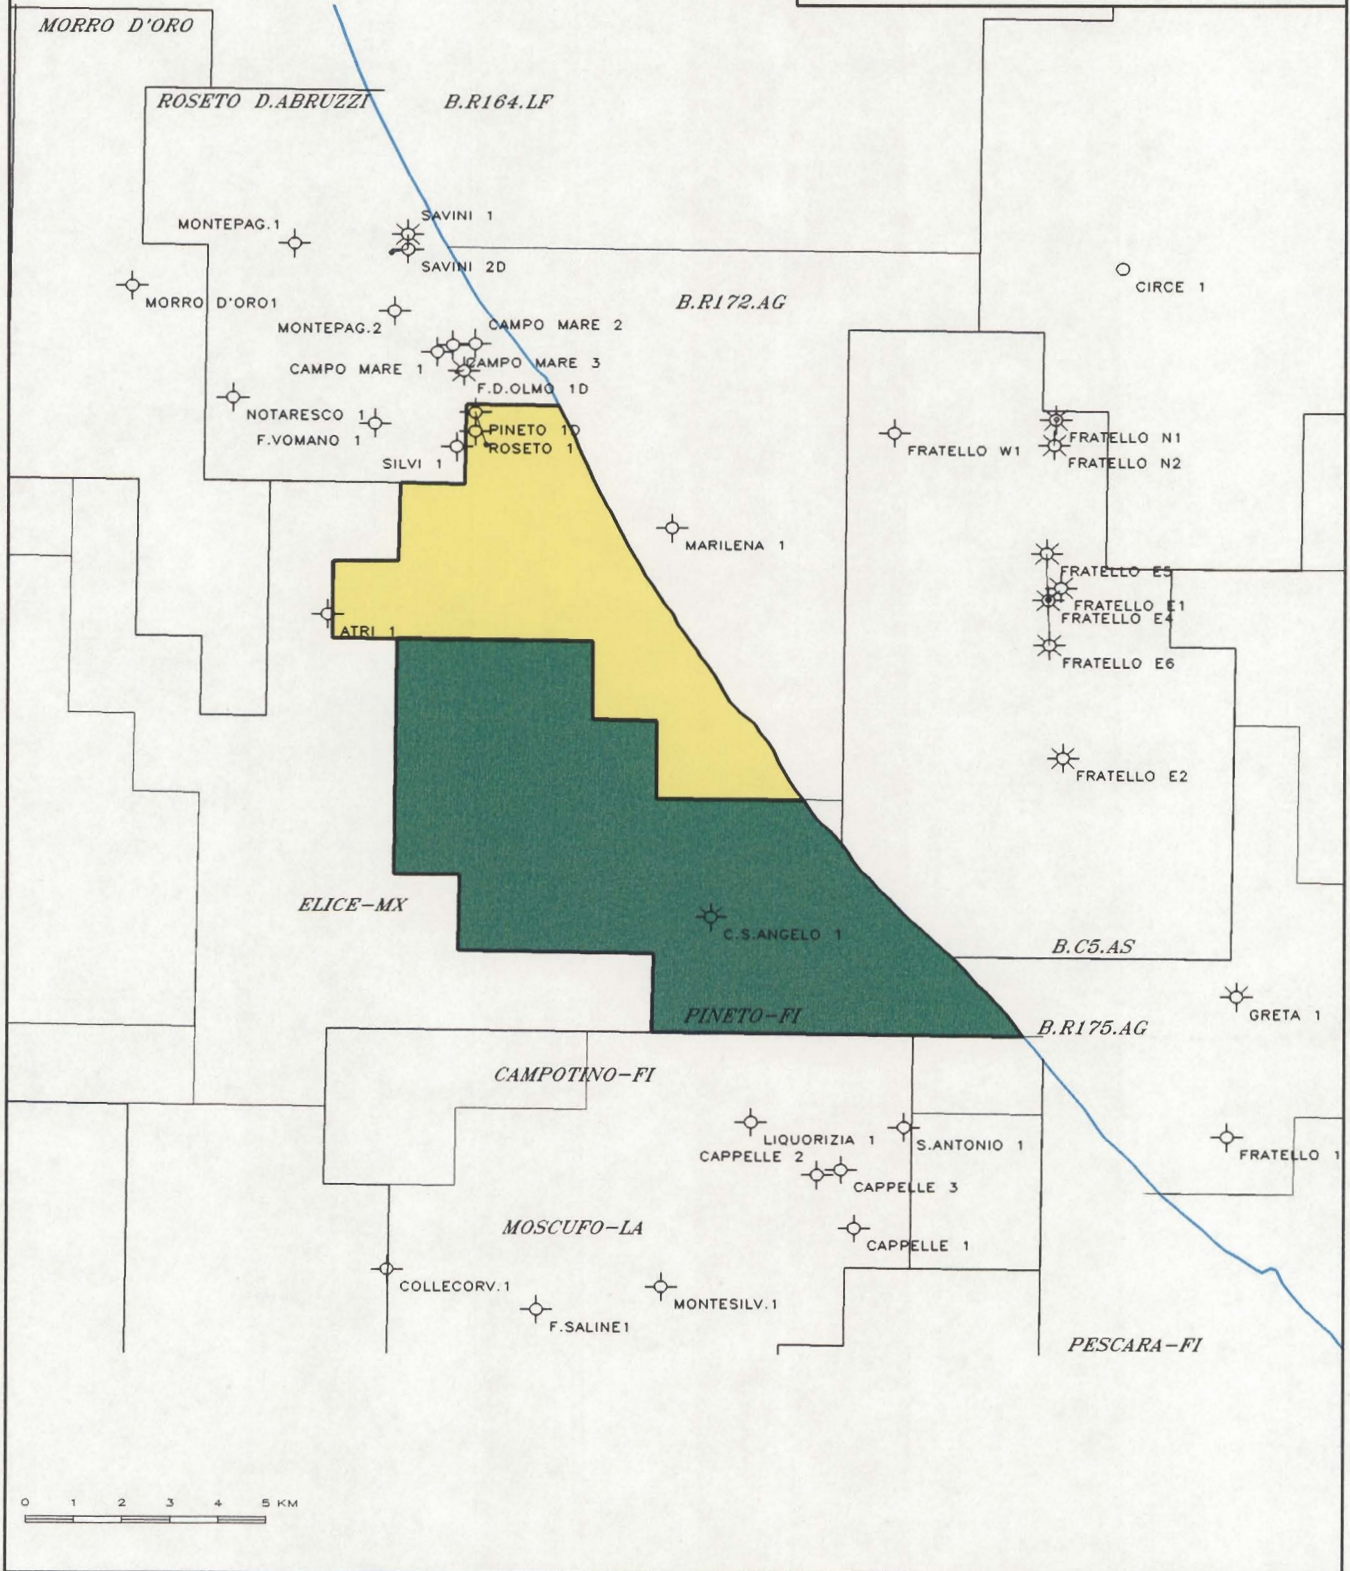 MORRO D'ORO
ROSETO D.ABRUZZI
B.R164.LF
SAVINI 1
MONTEPAG.1
SAVINI 2D
CIRCE 1
MORRO D'ORO1
B.R172.AG
MONTEPAG.2
CAMPO MARE 2
CAMPO MARE 1
CAMPO MARE 3
F.D.OLMO 1D
NOTARESCO 1
PINETO 1D
F.VOMANO 1
ROSETO 1
SILVI 1
FRATELLO W1
FRATELLO N1
FRATELLO N2
MARILENA 1
FRATELLO E5
FRATELLO E1
FRATELLO E4
ATRI 1
FRATELLO E6
FRATELLO E2
ELICE-MX
C.S.ANGELO 1
B.C5.AS
PINETO-FI
GRETA 1
B.R175.AG
CAMPOTINO-FI
LIQUORIZIA 1
S.ANTONIO 1
CAPPELLE 2
FRATELLO 1
CAPPELLE 3
MOSCUFO-LA
CAPPELLE 1
COLLECORV.1
MONTESILV.1
F.SALINE1
PESCARA-FI
0 1 2 3 4 5 KM